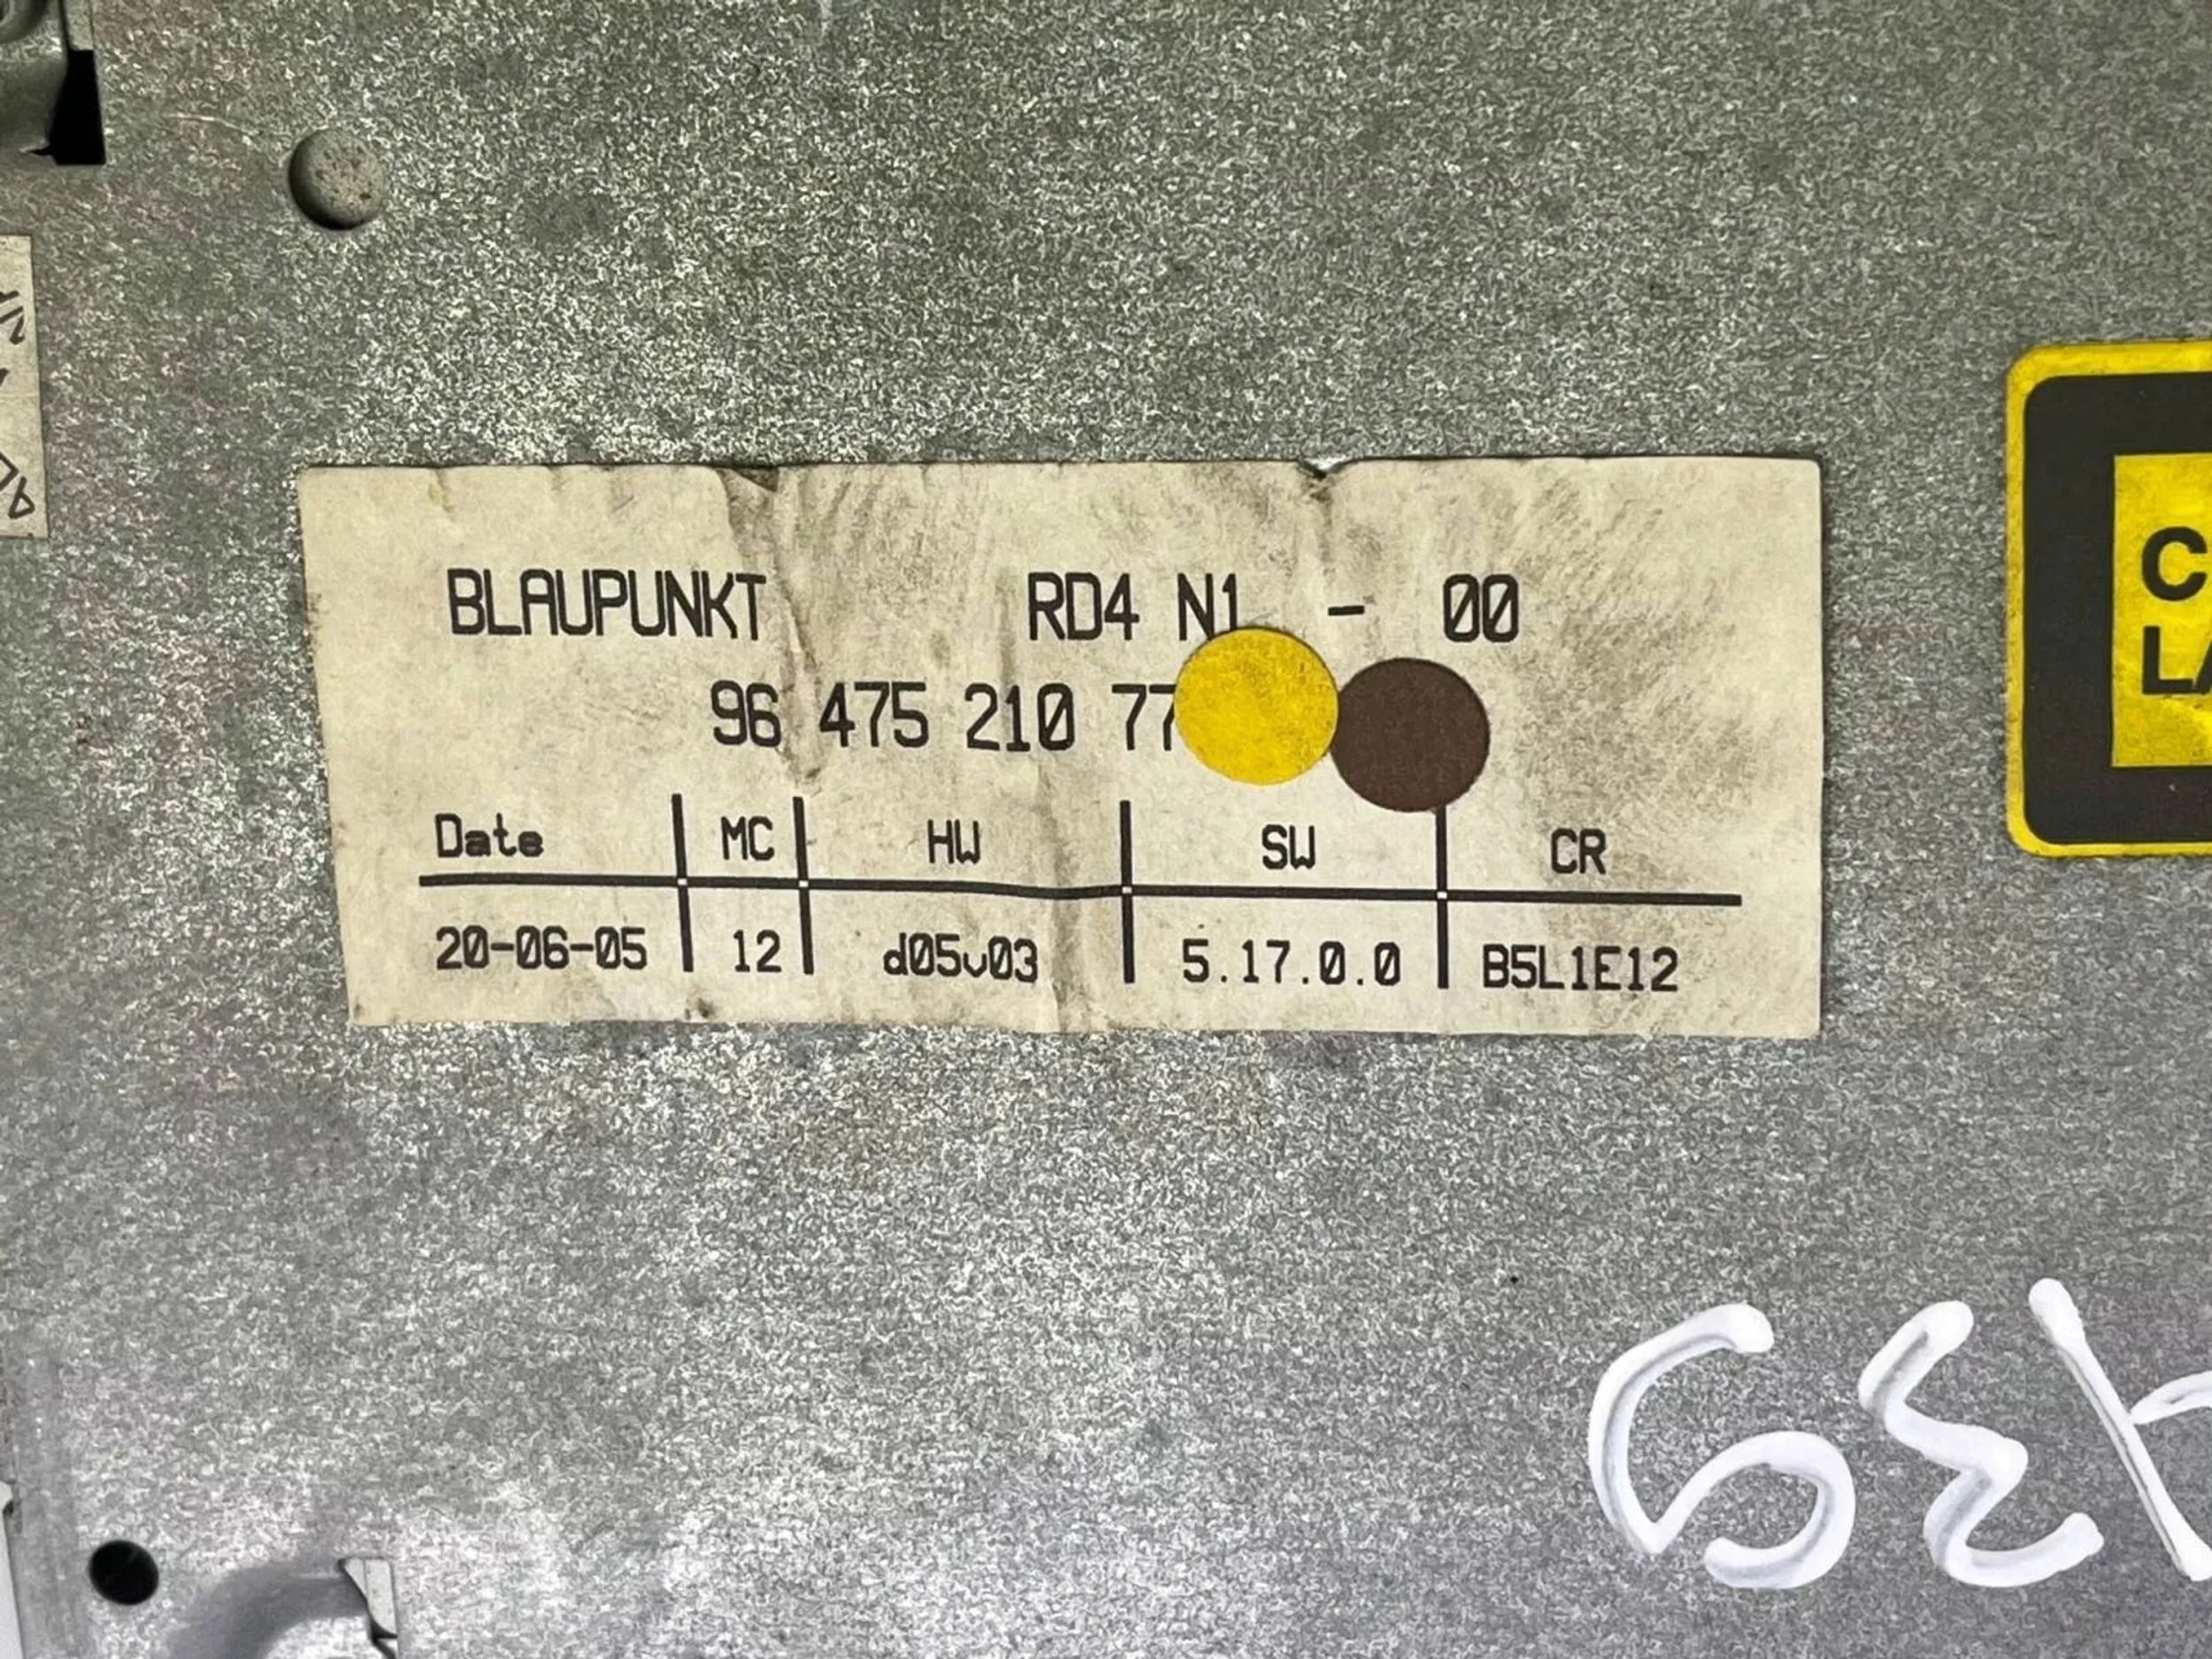 BLAUPUNKT RD4 N1 - 00
96 475 210 77
Date MC HW SW CR
20-06-05 12 d05v03 5.17.0.0 B5L1E12